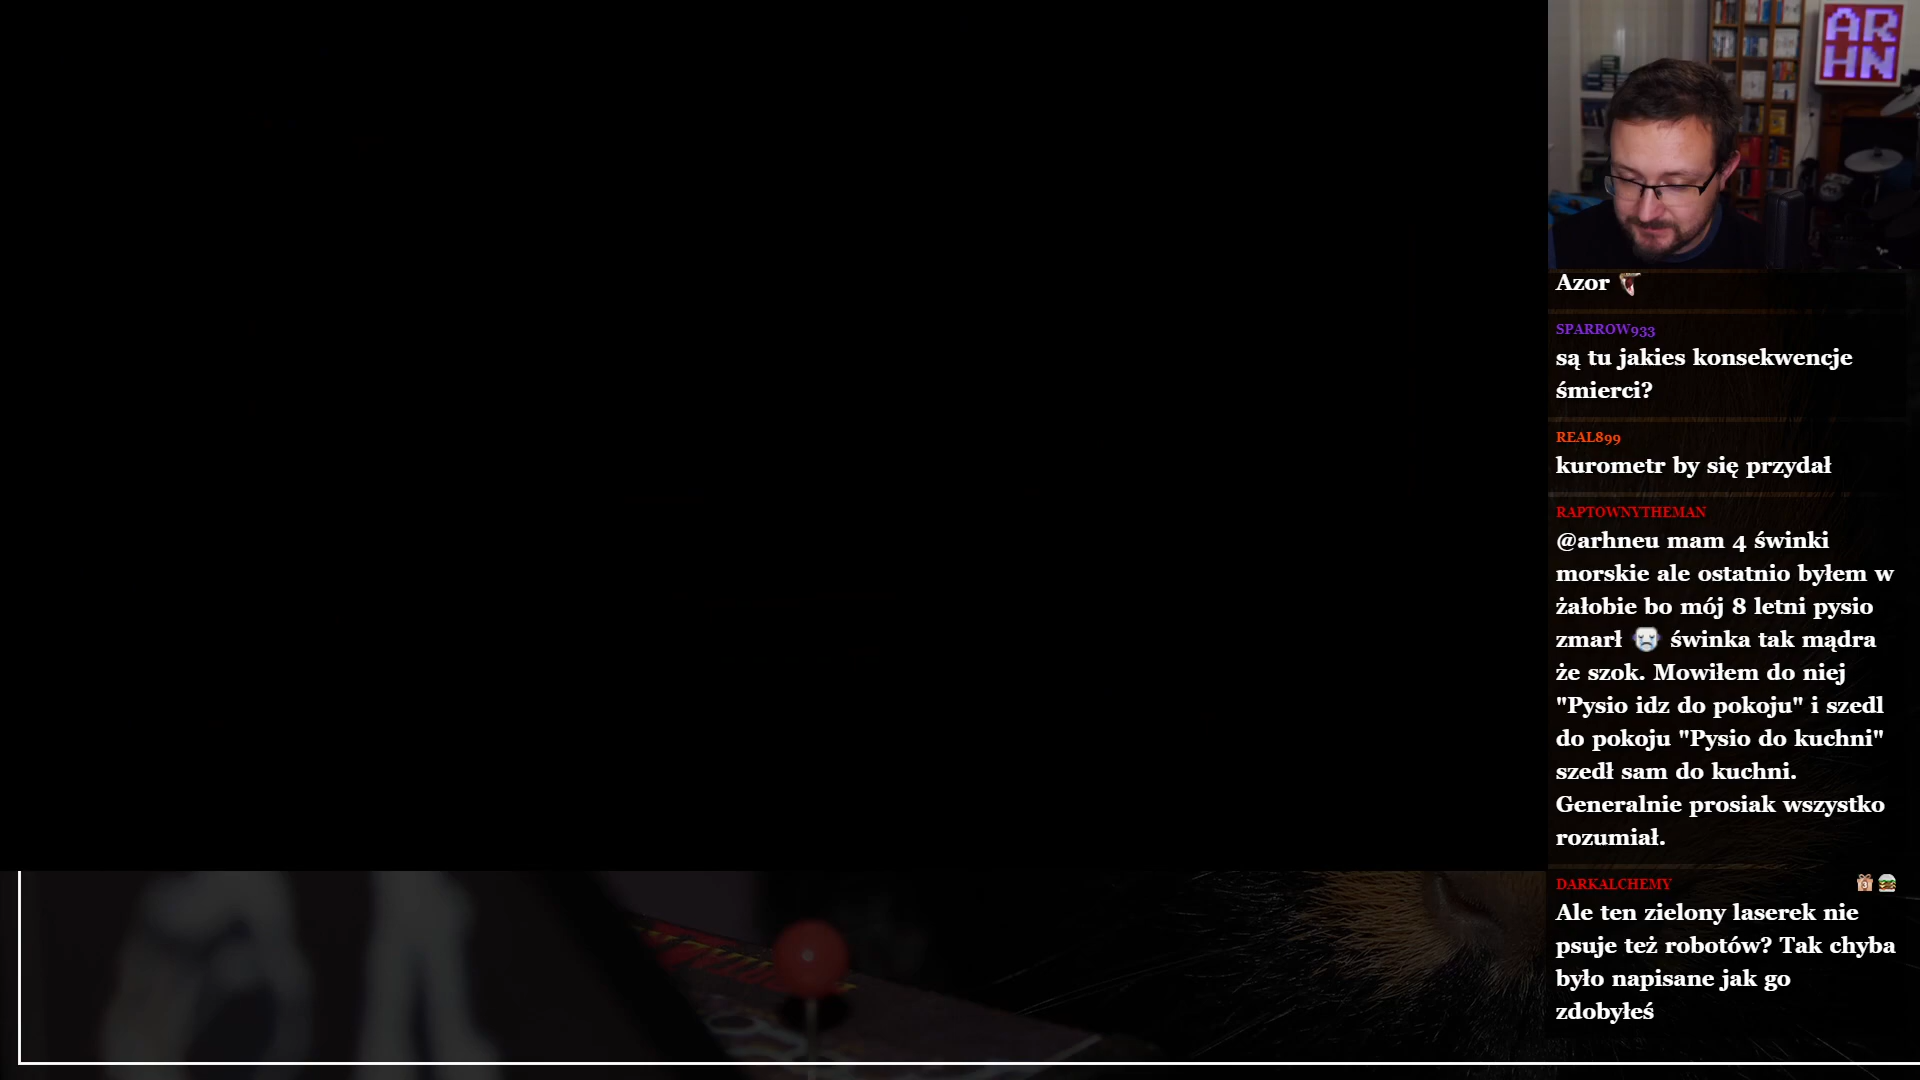 AR
HN
Azor
SPARROW933
są tu jakies konsekwencje
śmierci?
REAL899
kurometr by się przydał
RAPTOWNYTHEMAN
@arhneu mam 4 świnki
morskie ale ostatnio byłem w
żałobie bo mój 8 letni pysio
zmarł świnka tak mądra
że szok. Mowiłem do niej
"Pysio idz do pokoju" i szedl
do pokoju "Pysio do kuchni"
szedł sam do kuchni.
Generalnie prosiak wszystko
rozumiał.
DARKALCHEMY
Ale ten zielony laserek nie
psuje też robotów? Tak chyba
było napisane jak go
zdobyłeś